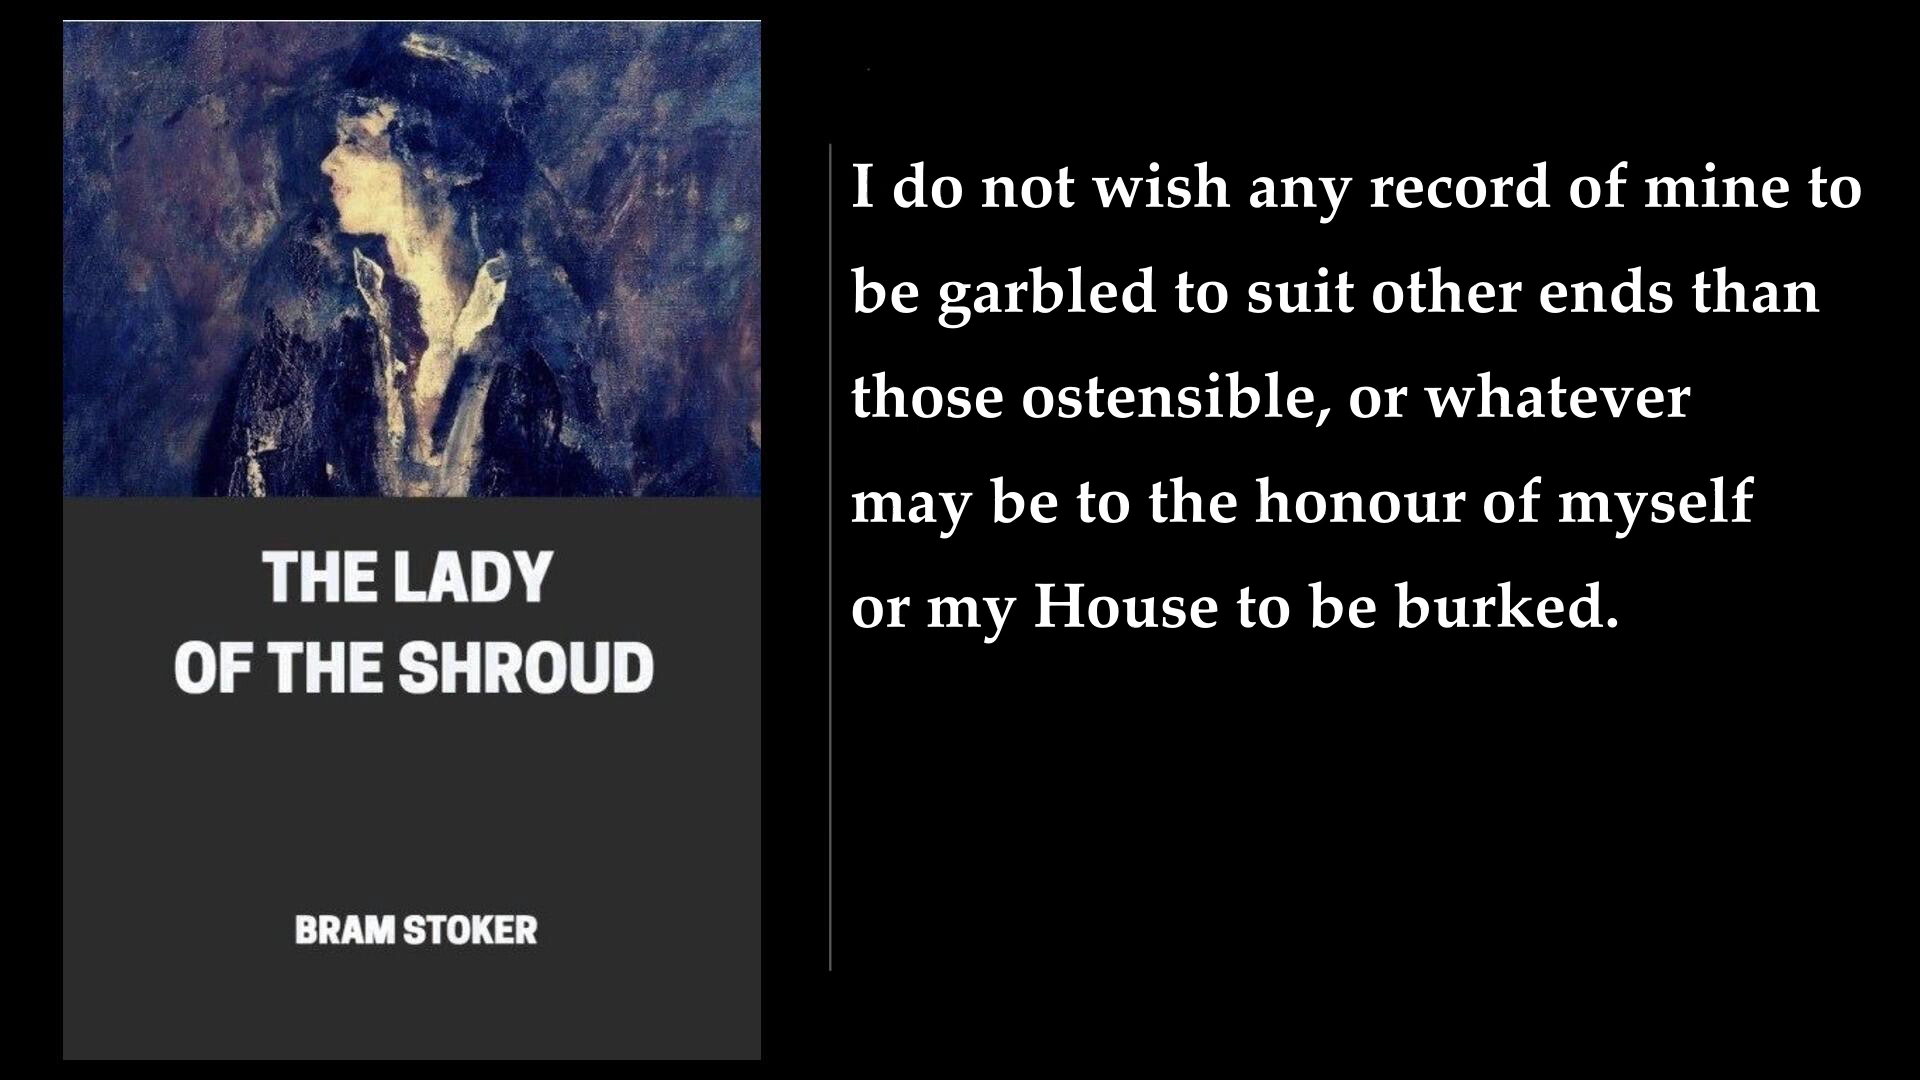 THE LADY
OF THE SHROUD
BRAM STOKER
I do not wish any record of mine to
be garbled to suit other ends than
those ostensible, or whatever
may be to the honour of myself
or my House to be burked.